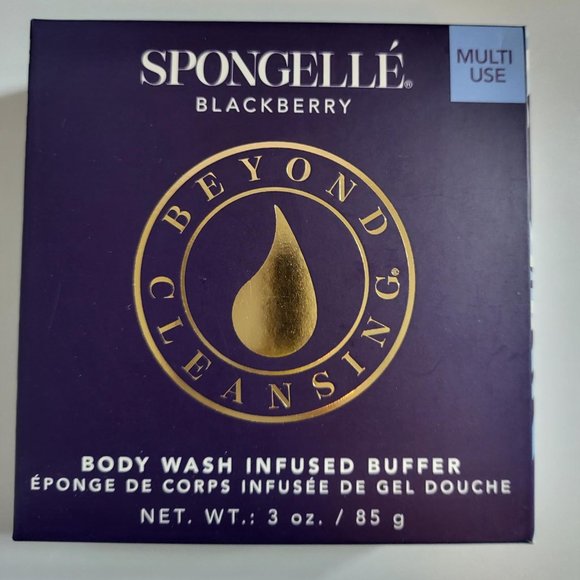 SPONGELLÉ®
BLACKBERRY
MULTI
USE
BEYOND
CLEANSING®
BODY WASH INFUSED BUFFER
ÉPONGE DE CORPS INFUSÉE DE GEL DOUCHE
NET. WT.: 3 oz. / 85 g